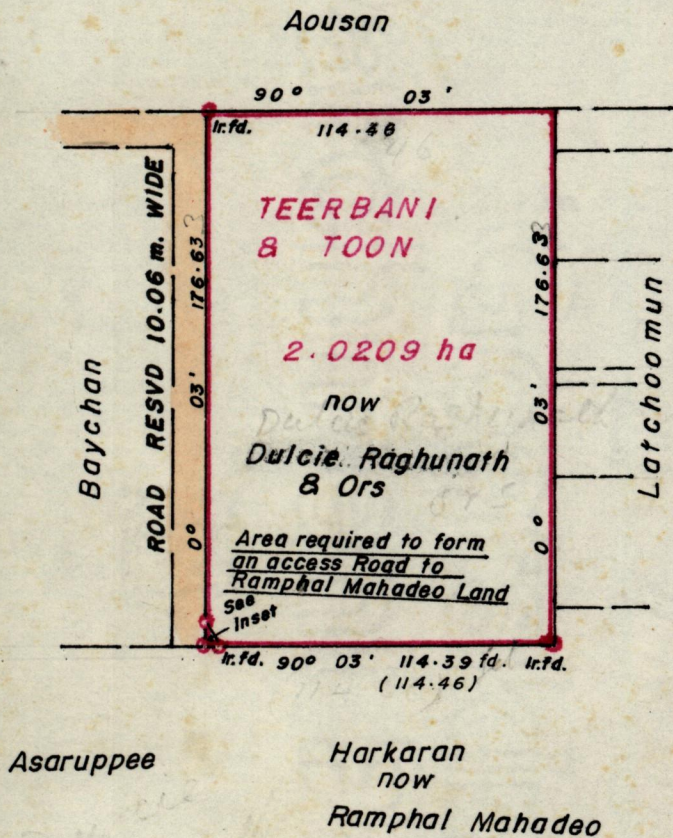 Aousan
90° 03'
Ir.fd. 114.46
TEERBANI
& TOON
2.0209 ha
now
Dulcie Raghunath
& Ors
Area required to form
an access Road to
Ramphal Mahadeo Land
See
Inset
0° 03' 176.63
ROAD RESVD 10.06 m. WIDE
Baychan
0° 03' 176.63
Latchoomun
Ir.fd. 90° 03' 114.39 fd. Ir.fd.
(114.46)
Asaruppee
Harkaran
now
Ramphal Mahadeo